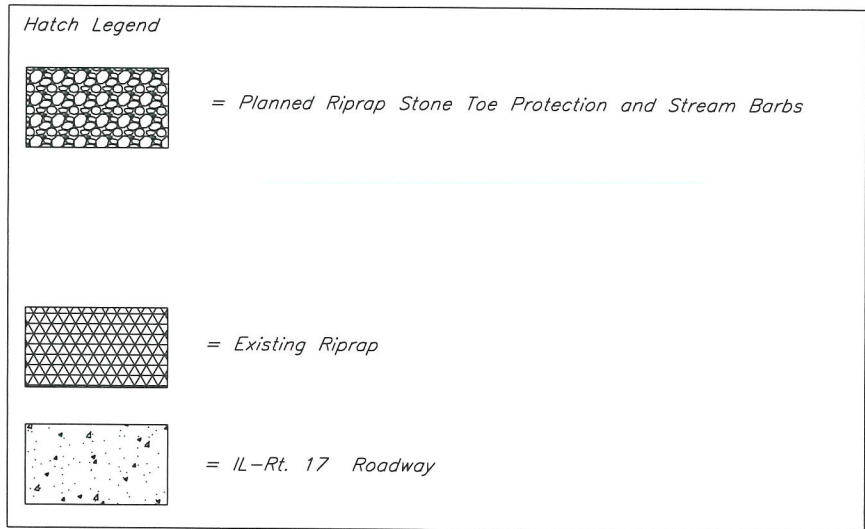 Hatch Legend
= Planned Riprap Stone Toe Protection and Stream Barbs
= Existing Riprap
= IL-Rt. 17 Roadway